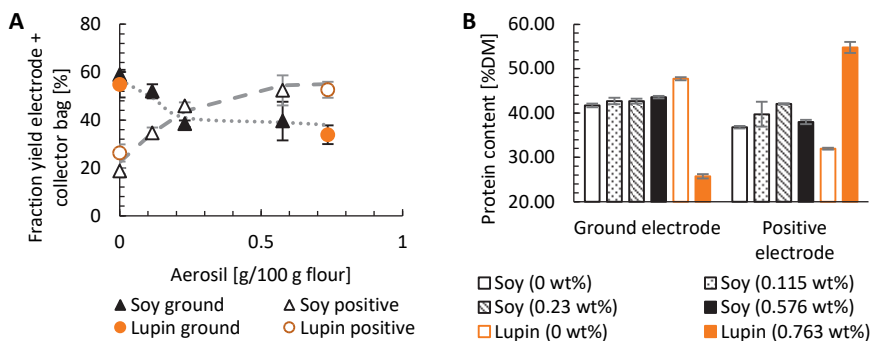 A
Fraction yield electrode +
collector bag [%]
80
60
40
20
0
0
0.5
1
Aerosil [g/100 g flour]
Soy ground
Soy positive
Lupin ground
Lupin positive
B
Protein content [%DM]
60.00
50.00
40.00
30.00
20.00
Ground electrode
Positive
electrode
Soy (0 wt%)
Soy (0.115 wt%)
Soy (0.23 wt%)
Soy (0.576 wt%)
Lupin (0 wt%)
Lupin (0.763 wt%)